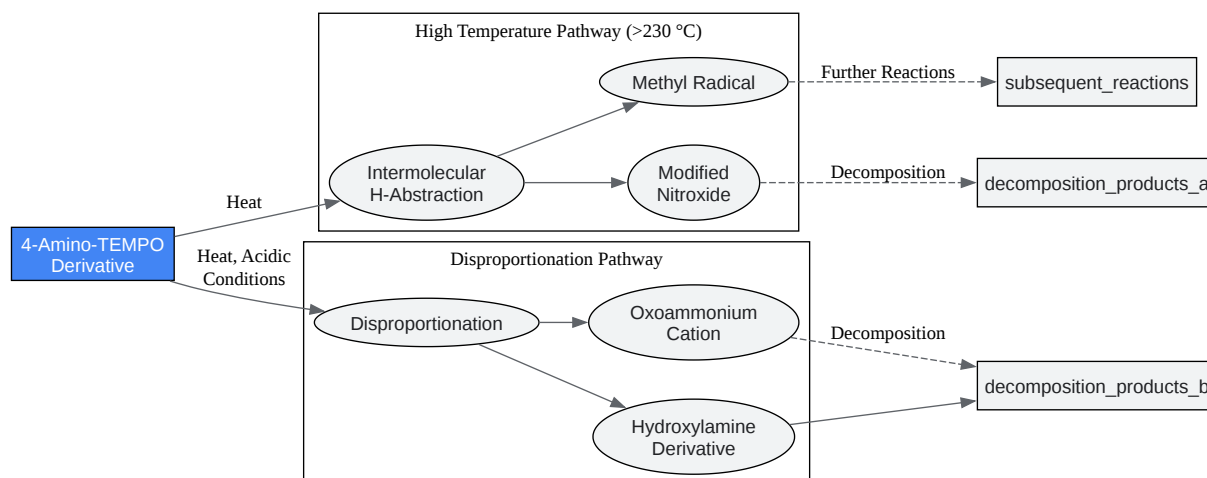 High Temperature Pathway (>230 °C)
Methyl Radical
Further Reactions
subsequent_reactions
Intermolecular
H-Abstraction
Modified
Nitroxide
Decomposition
decomposition_products_a
Heat
4-Amino-TEMPO
Derivative
Heat, Acidic
Conditions
Disproportionation Pathway
Disproportionation
Oxoammonium
Cation
Decomposition
decomposition_products_b
Hydroxylamine
Derivative